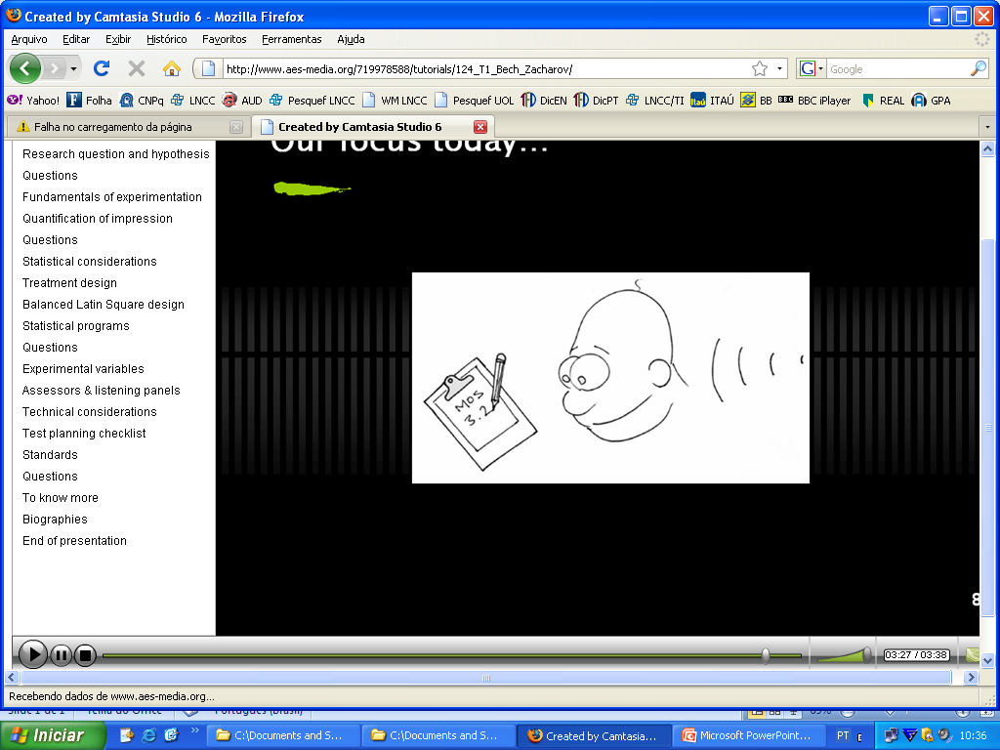 Created by Camtasia Studio 6 - Mozilla Firefox
Arquivo Editar Exibir Histórico Favoritos Ferramentas Ajuda
http://www.aes-media.org/719978588/tutorials/124_T1_Bech_Zacharov/
Google
Yahoo! Folha CNPq LNCC AUD Pesquef LNCC WM LNCC Pesquef UOL DicEN DicPT LNCC/TI ITAÚ BB BBC iPlayer REAL GPA
Falha no carregamento da página
Created by Camtasia Studio 6
Our focus today...
Research question and hypothesis
Questions
Fundamentals of experimentation
Quantification of impression
Questions
Statistical considerations
Treatment design
Balanced Latin Square design
Statistical programs
Questions
Experimental variables
Assessors & listening panels
Technical considerations
Test planning checklist
Standards
Questions
To know more
Biographies
End of presentation
MOS
3.2
8
03:27 / 03:38
Recebendo dados de www.aes-media.org...
Slide 1 de 1 Tema do Office Português (Brasil)
Iniciar
C:\Documents and S...
C:\Documents and S...
Created by Camtasia...
Microsoft PowerPoint...
PT
10:36